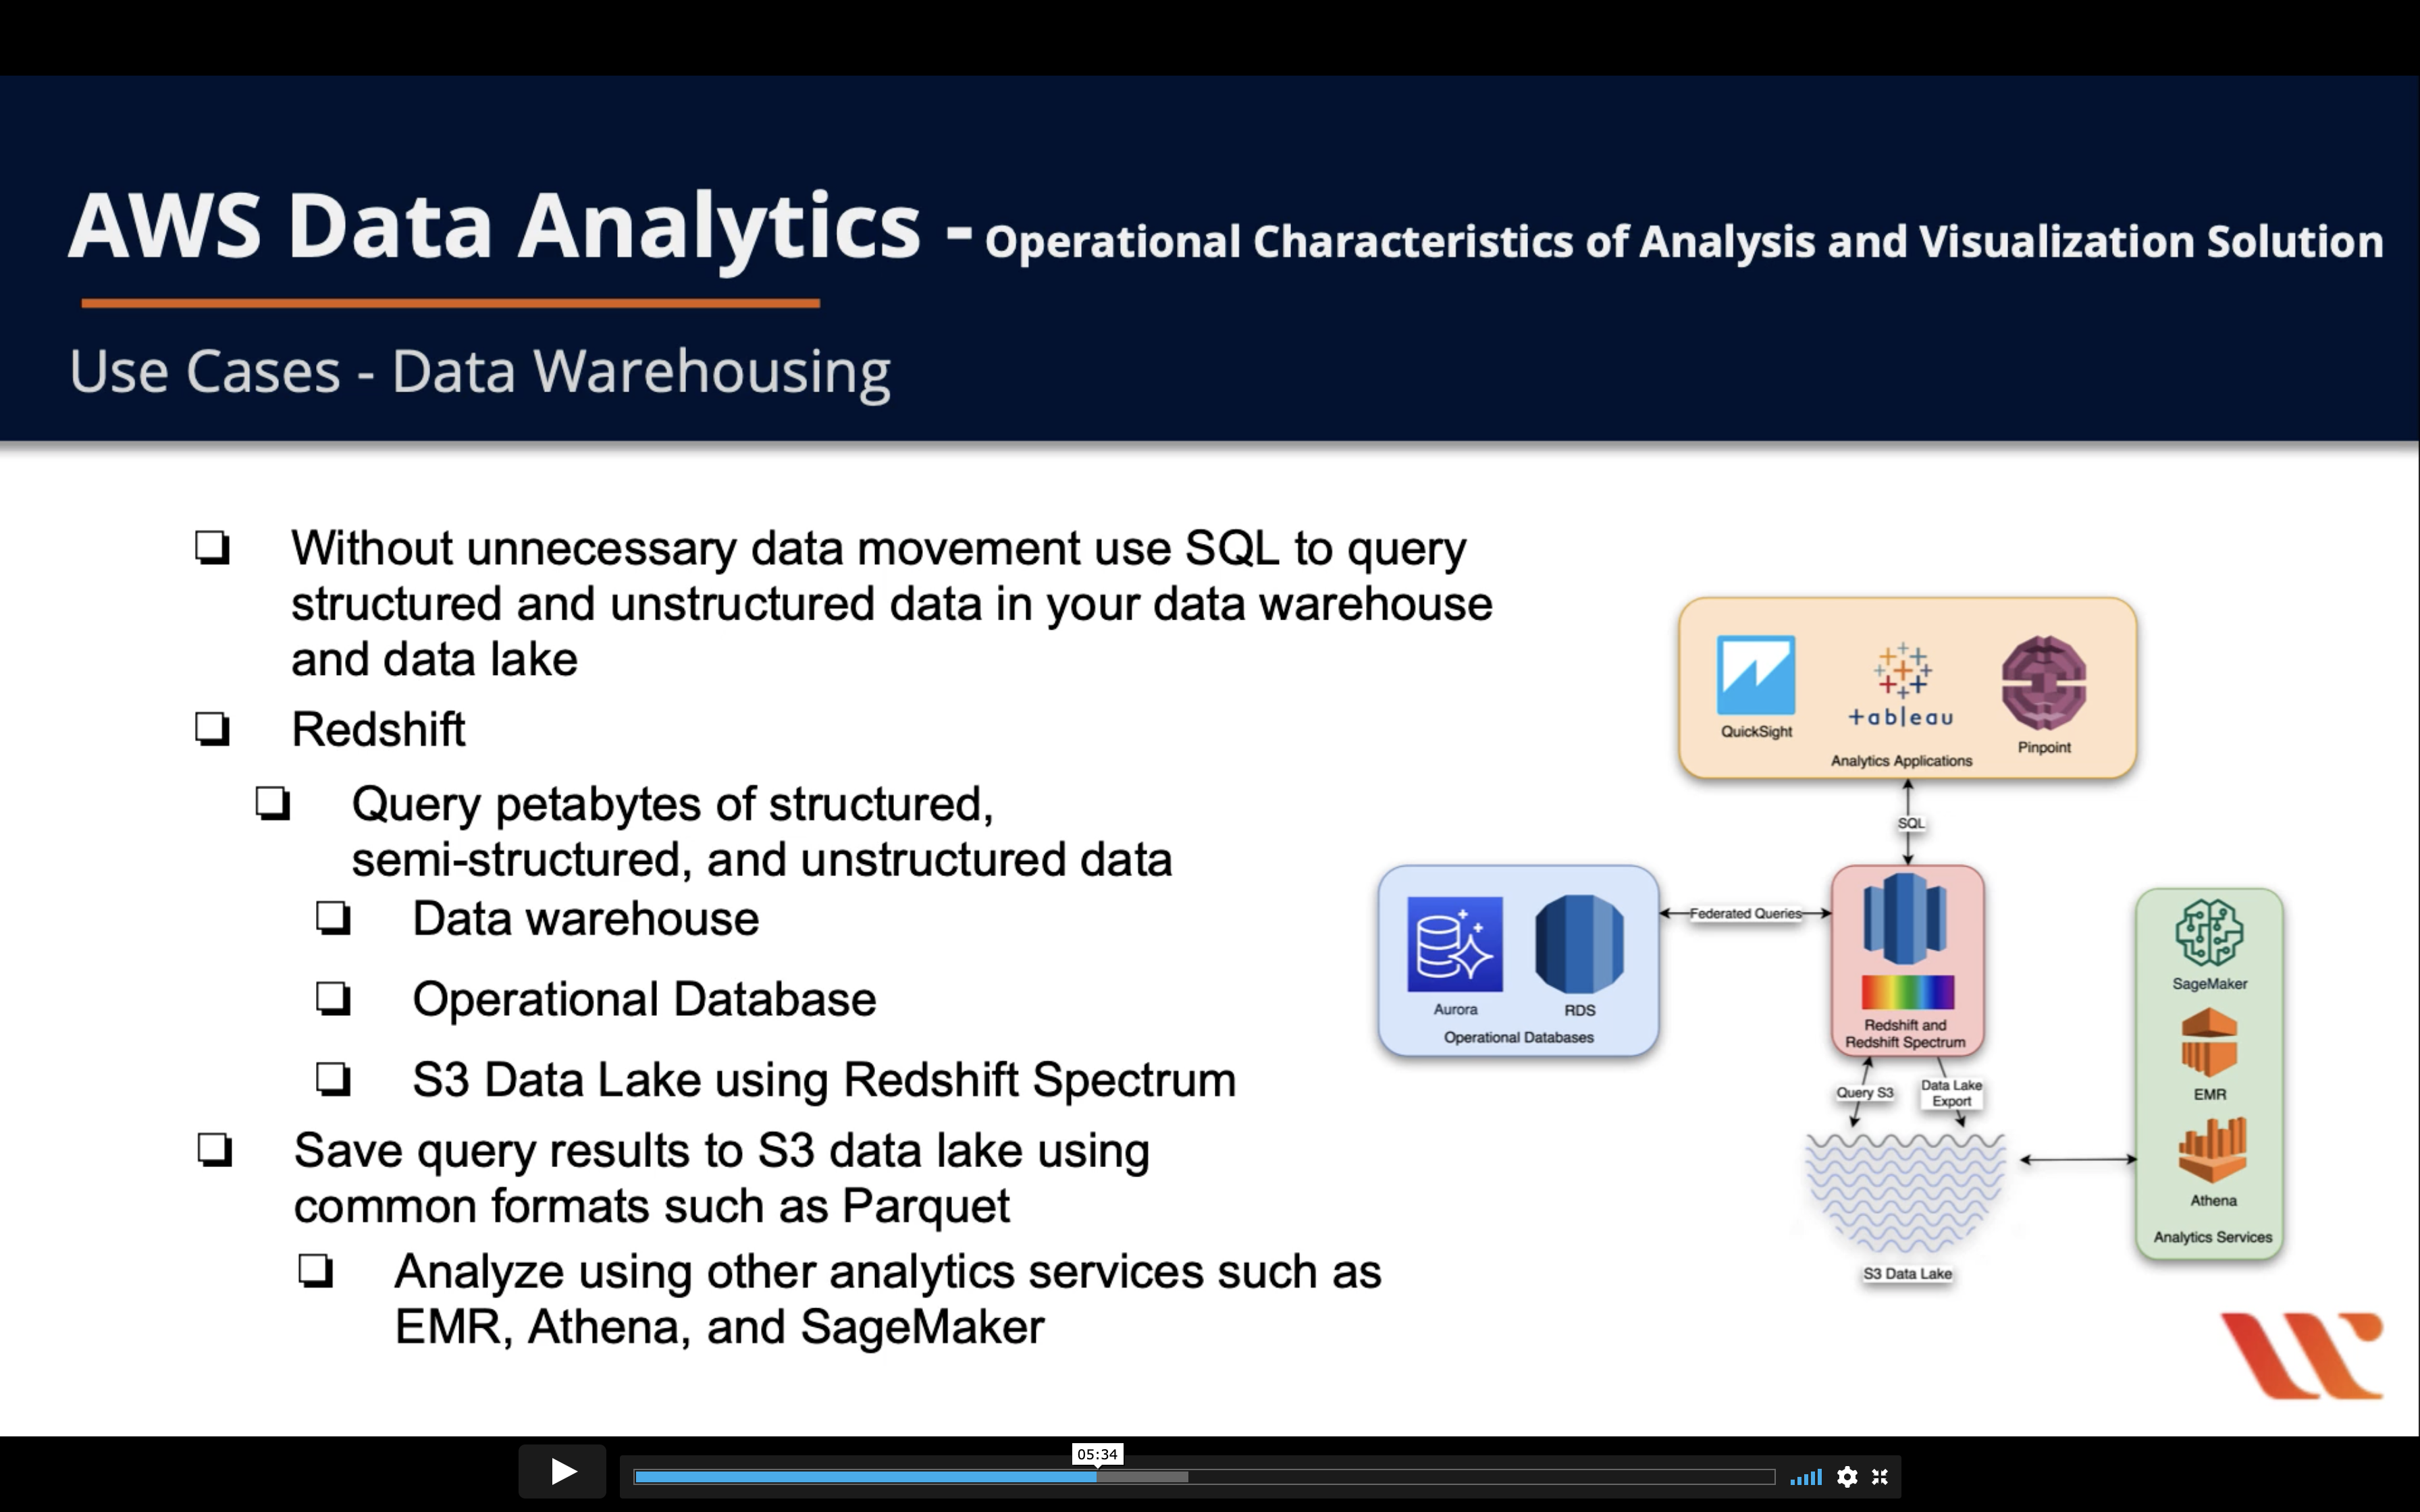 AWS Data Analytics - Operational Characteristics of Analysis and Visualization Solution
Use Cases - Data Warehousing
Without unnecessary data movement use SQL to query
structured and unstructured data in your data warehouse
and data lake
Redshift
Query petabytes of structured,
semi-structured, and unstructured data
Data warehouse
Operational Database
S3 Data Lake using Redshift Spectrum
Save query results to S3 data lake using
common formats such as Parquet
Analyze using other analytics services such as
EMR, Athena, and SageMaker
QuickSight
+ableau
Pinpoint
Analytics Applications
SQL
Aurora
RDS
Operational Databases
Federated Queries
Redshift and
Redshift Spectrum
Query S3
Data Lake
Export
S3 Data Lake
SageMaker
EMR
Athena
Analytics Services
05:34